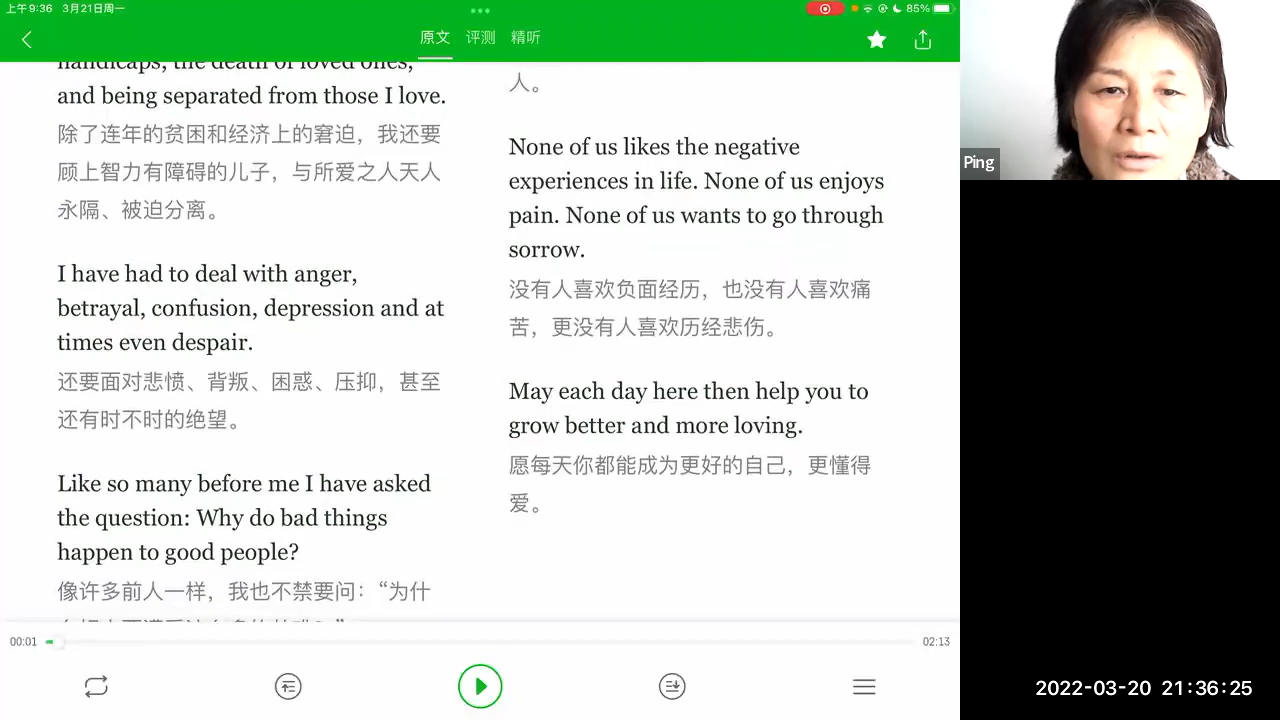 上午9:36 3月21日周一
85%
原文 评测 精听
handicaps, the death of loved ones,
and being separated from those I love.
除了连年的贫困和经济上的窘迫，我还要
顾上智力有障碍的儿子，与所爱之人天人
永隔、被迫分离。
I have had to deal with anger,
betrayal, confusion, depression and at
times even despair.
还要面对悲愤、背叛、困惑、压抑，甚至
还有时不时的绝望。
Like so many before me I have asked
the question: Why do bad things
happen to good people?
像许多前人一样，我也不禁要问：“为什
人。
None of us likes the negative
experiences in life. None of us enjoys
pain. None of us wants to go through
sorrow.
没有人喜欢负面经历，也没有人喜欢痛
苦，更没有人喜欢历经悲伤。
May each day here then help you to
grow better and more loving.
愿每天你都能成为更好的自己，更懂得
爱。
00:01
02:13
Ping
2022-03-20 21:36:25